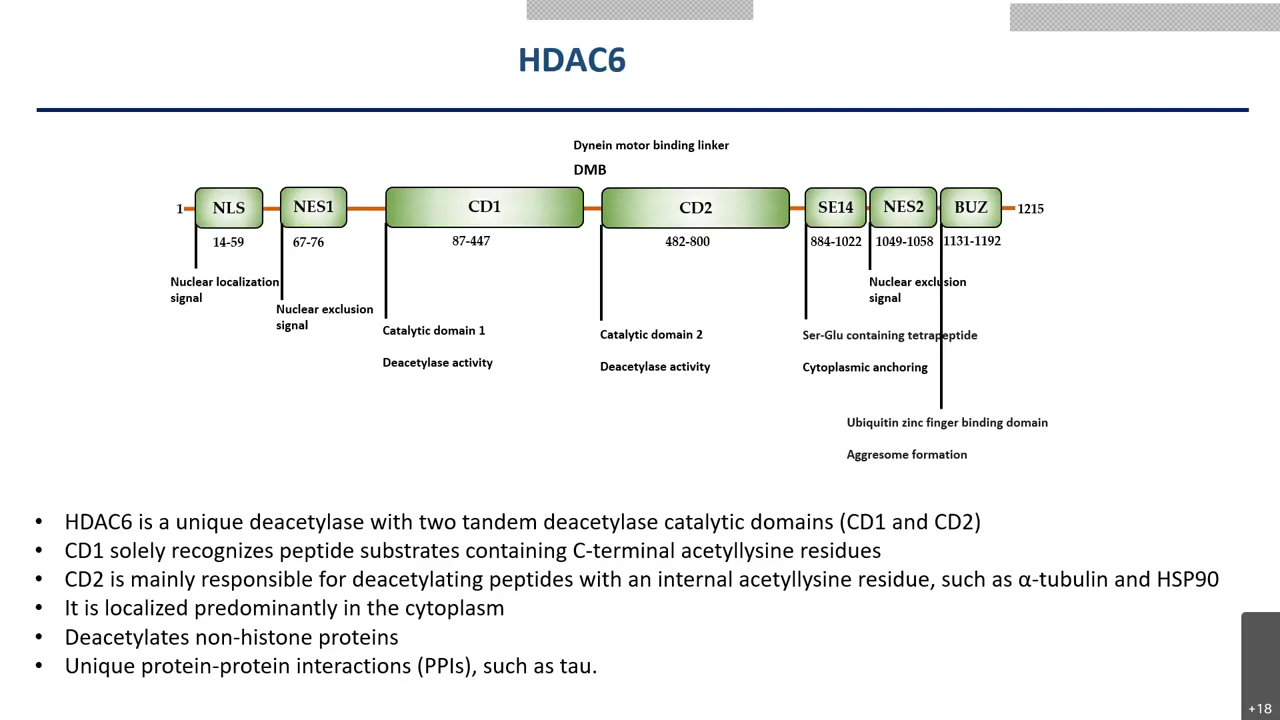 HDAC6
Dynein motor binding linker
DMB
1
NLS
NES1
CD1
CD2
SE14
NES2
BUZ
1215
14-59
67-76
87-447
482-800
884-1022
1049-1058
1131-1192
Nuclear localization
signal
Nuclear exclusion
signal
Catalytic domain 1
Deacetylase activity
Catalytic domain 2
Deacetylase activity
Nuclear exclusion
signal
Ser-Glu containing tetrapeptide
Cytoplasmic anchoring
Ubiquitin zinc finger binding domain
Aggresome formation
• HDAC6 is a unique deacetylase with two tandem deacetylase catalytic domains (CD1 and CD2)
• CD1 solely recognizes peptide substrates containing C-terminal acetyllysine residues
• CD2 is mainly responsible for deacetylating peptides with an internal acetyllysine residue, such as α-tubulin and HSP90
• It is localized predominantly in the cytoplasm
• Deacetylates non-histone proteins
• Unique protein-protein interactions (PPIs), such as tau.
+18